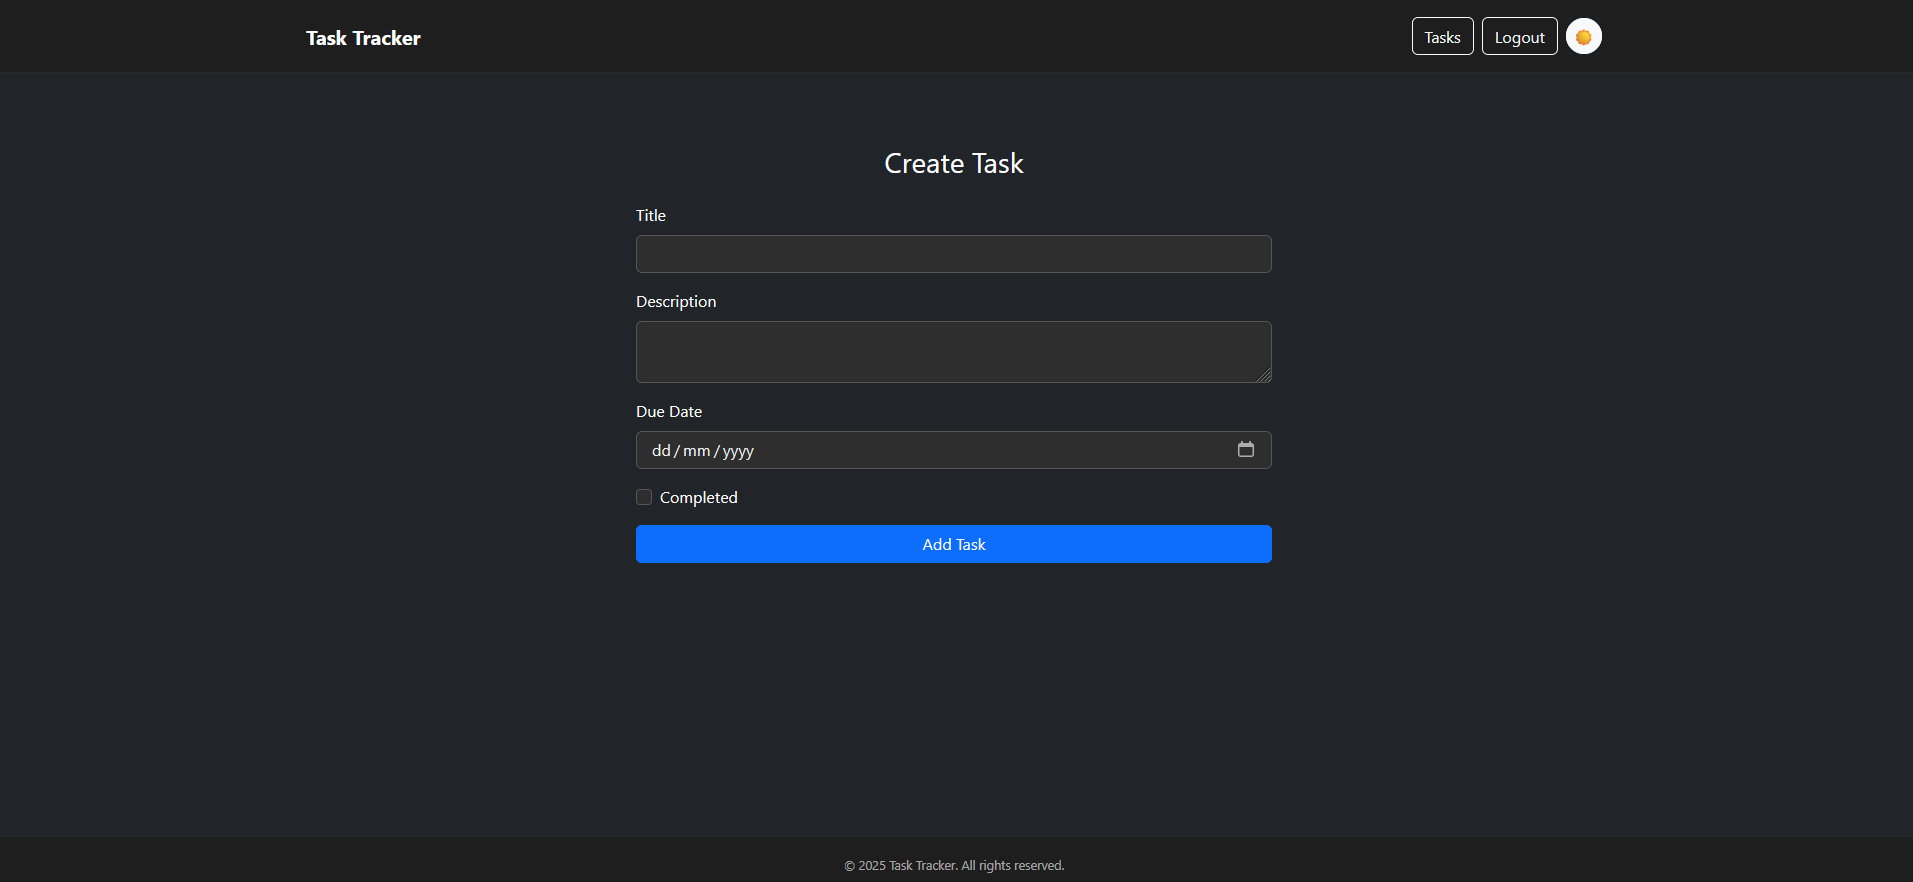 Task Tracker
Tasks
Logout
Create Task
Title
Description
Due Date
dd/mm/yyyy
Completed
Add Task
© 2025 Task Tracker. All rights reserved.